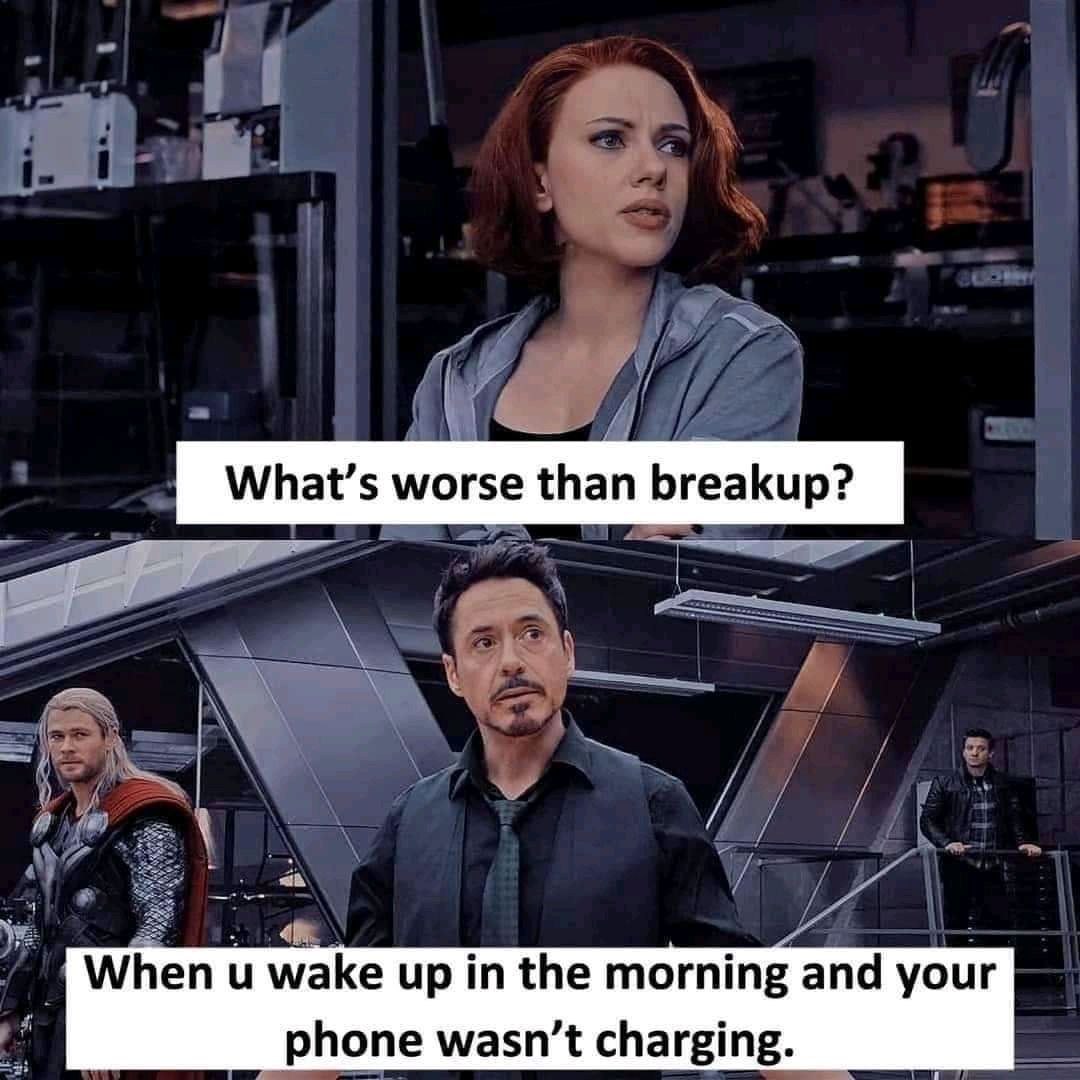 What's worse than breakup?
When u wake up in the morning and your
phone wasn't charging.